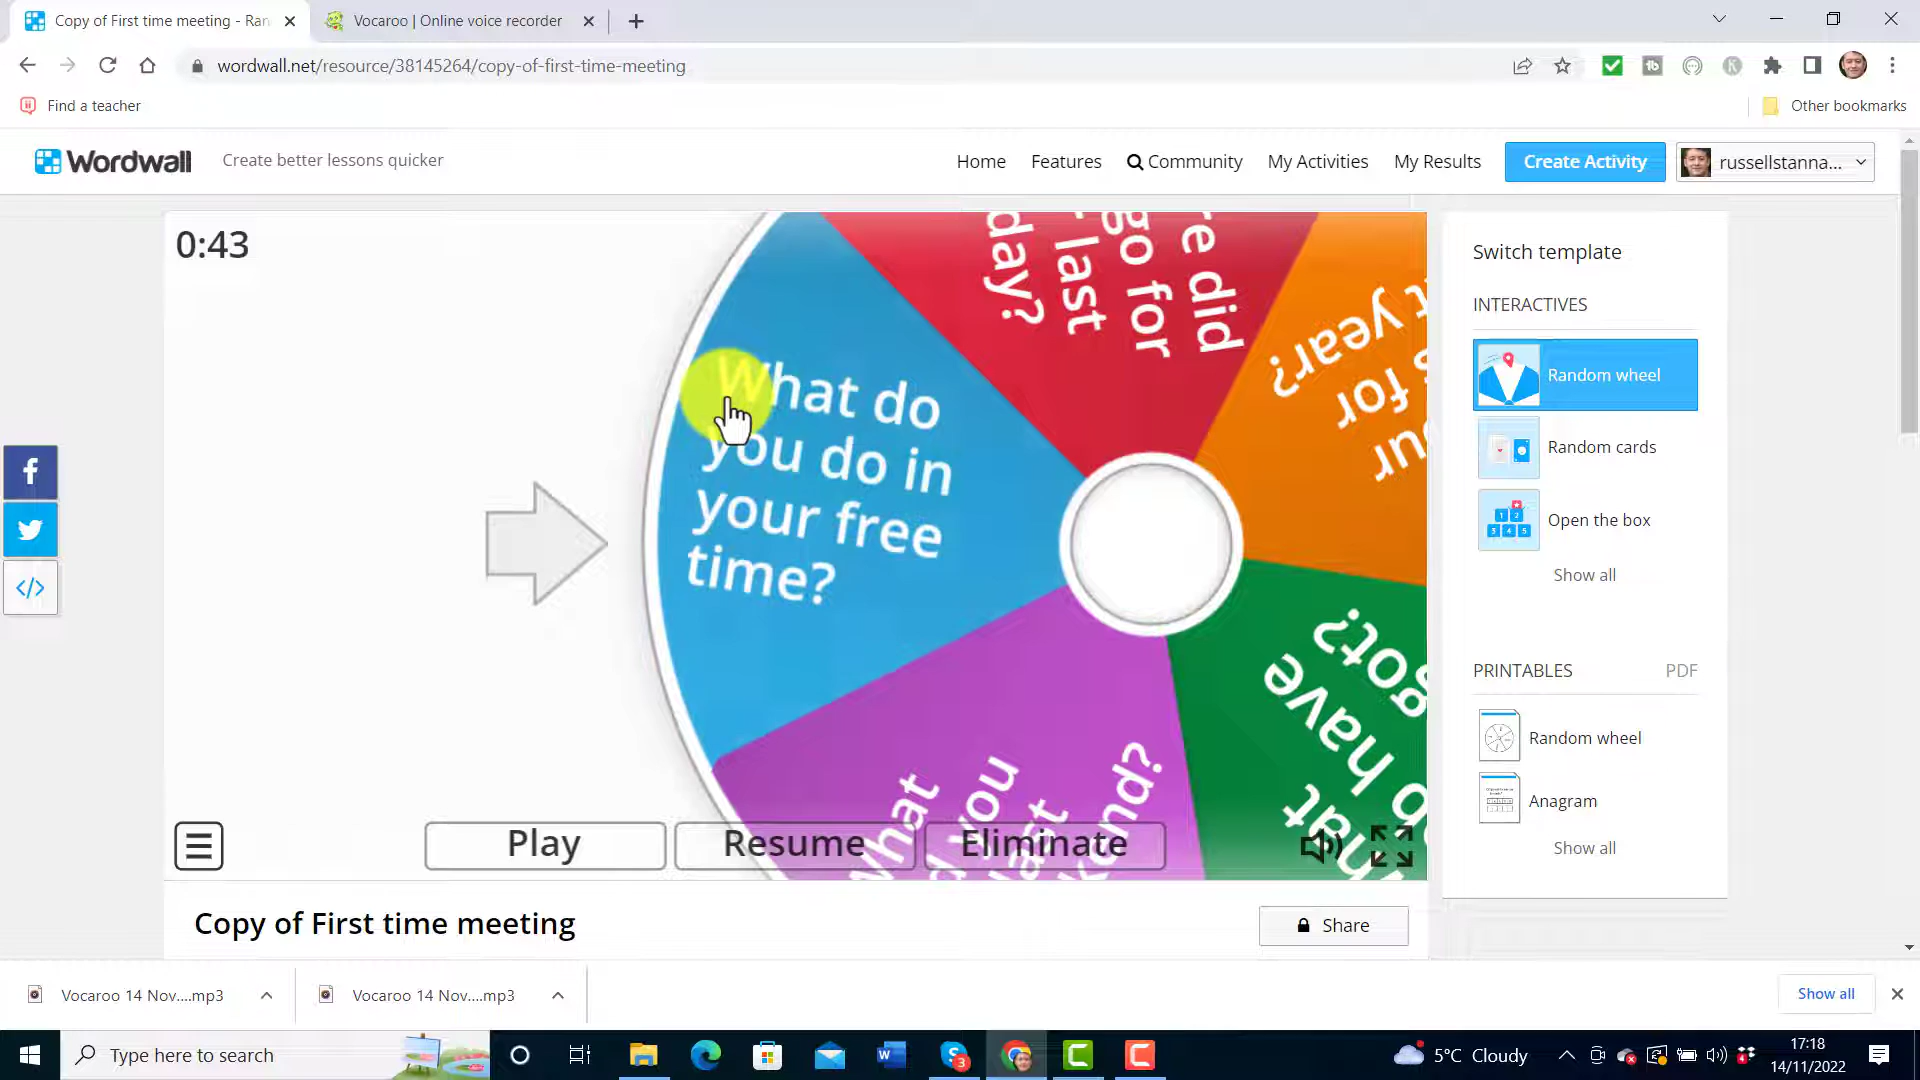 Copy of First time meeting - Ran
Vocaroo | Online voice recorder
wordwall.net/resource/38145264/copy-of-first-time-meeting
Find a teacher
Other bookmarks
Wordwall
Create better lessons quicker
Home
Features
Community
My Activities
My Results
Create Activity
russellstanna...
0:43
What do
you do in
your free
time?
re did
go for
last
day?
t year?
for
What
d you
last
kend?
have
got?
Play
Resume
Eliminate
Copy of First time meeting
Share
Switch template
INTERACTIVES
Random wheel
Random cards
Open the box
Show all
PRINTABLES
PDF
Random wheel
Anagram
Show all
Vocaroo 14 Nov....mp3
Vocaroo 14 Nov....mp3
Show all
Type here to search
5°C Cloudy
17:18
14/11/2022